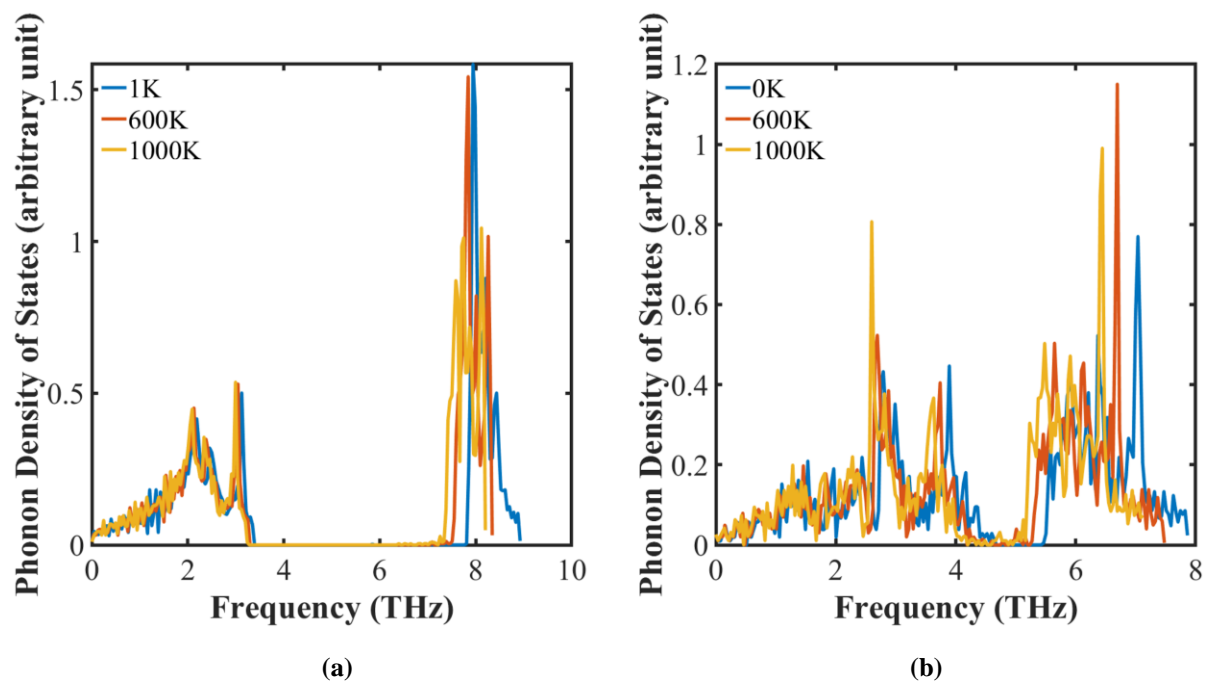 Phonon Density of States (arbitrary unit)
1K
600K
1000K
1.5
1
0.5
0
0 2 4 6 8 10
Frequency (THz)
(a)
Phonon Density of States (arbitrary unit)
0K
600K
1000K
1.2
1
0.8
0.6
0.4
0.2
0
0 2 4 6 8
Frequency (THz)
(b)